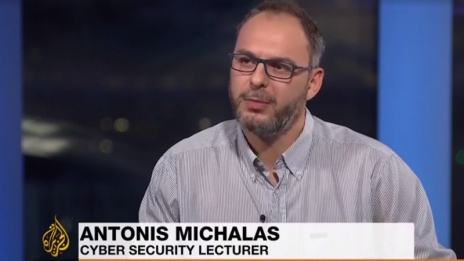 ANTONIS MICHALAS
CYBER SECURITY LECTURER